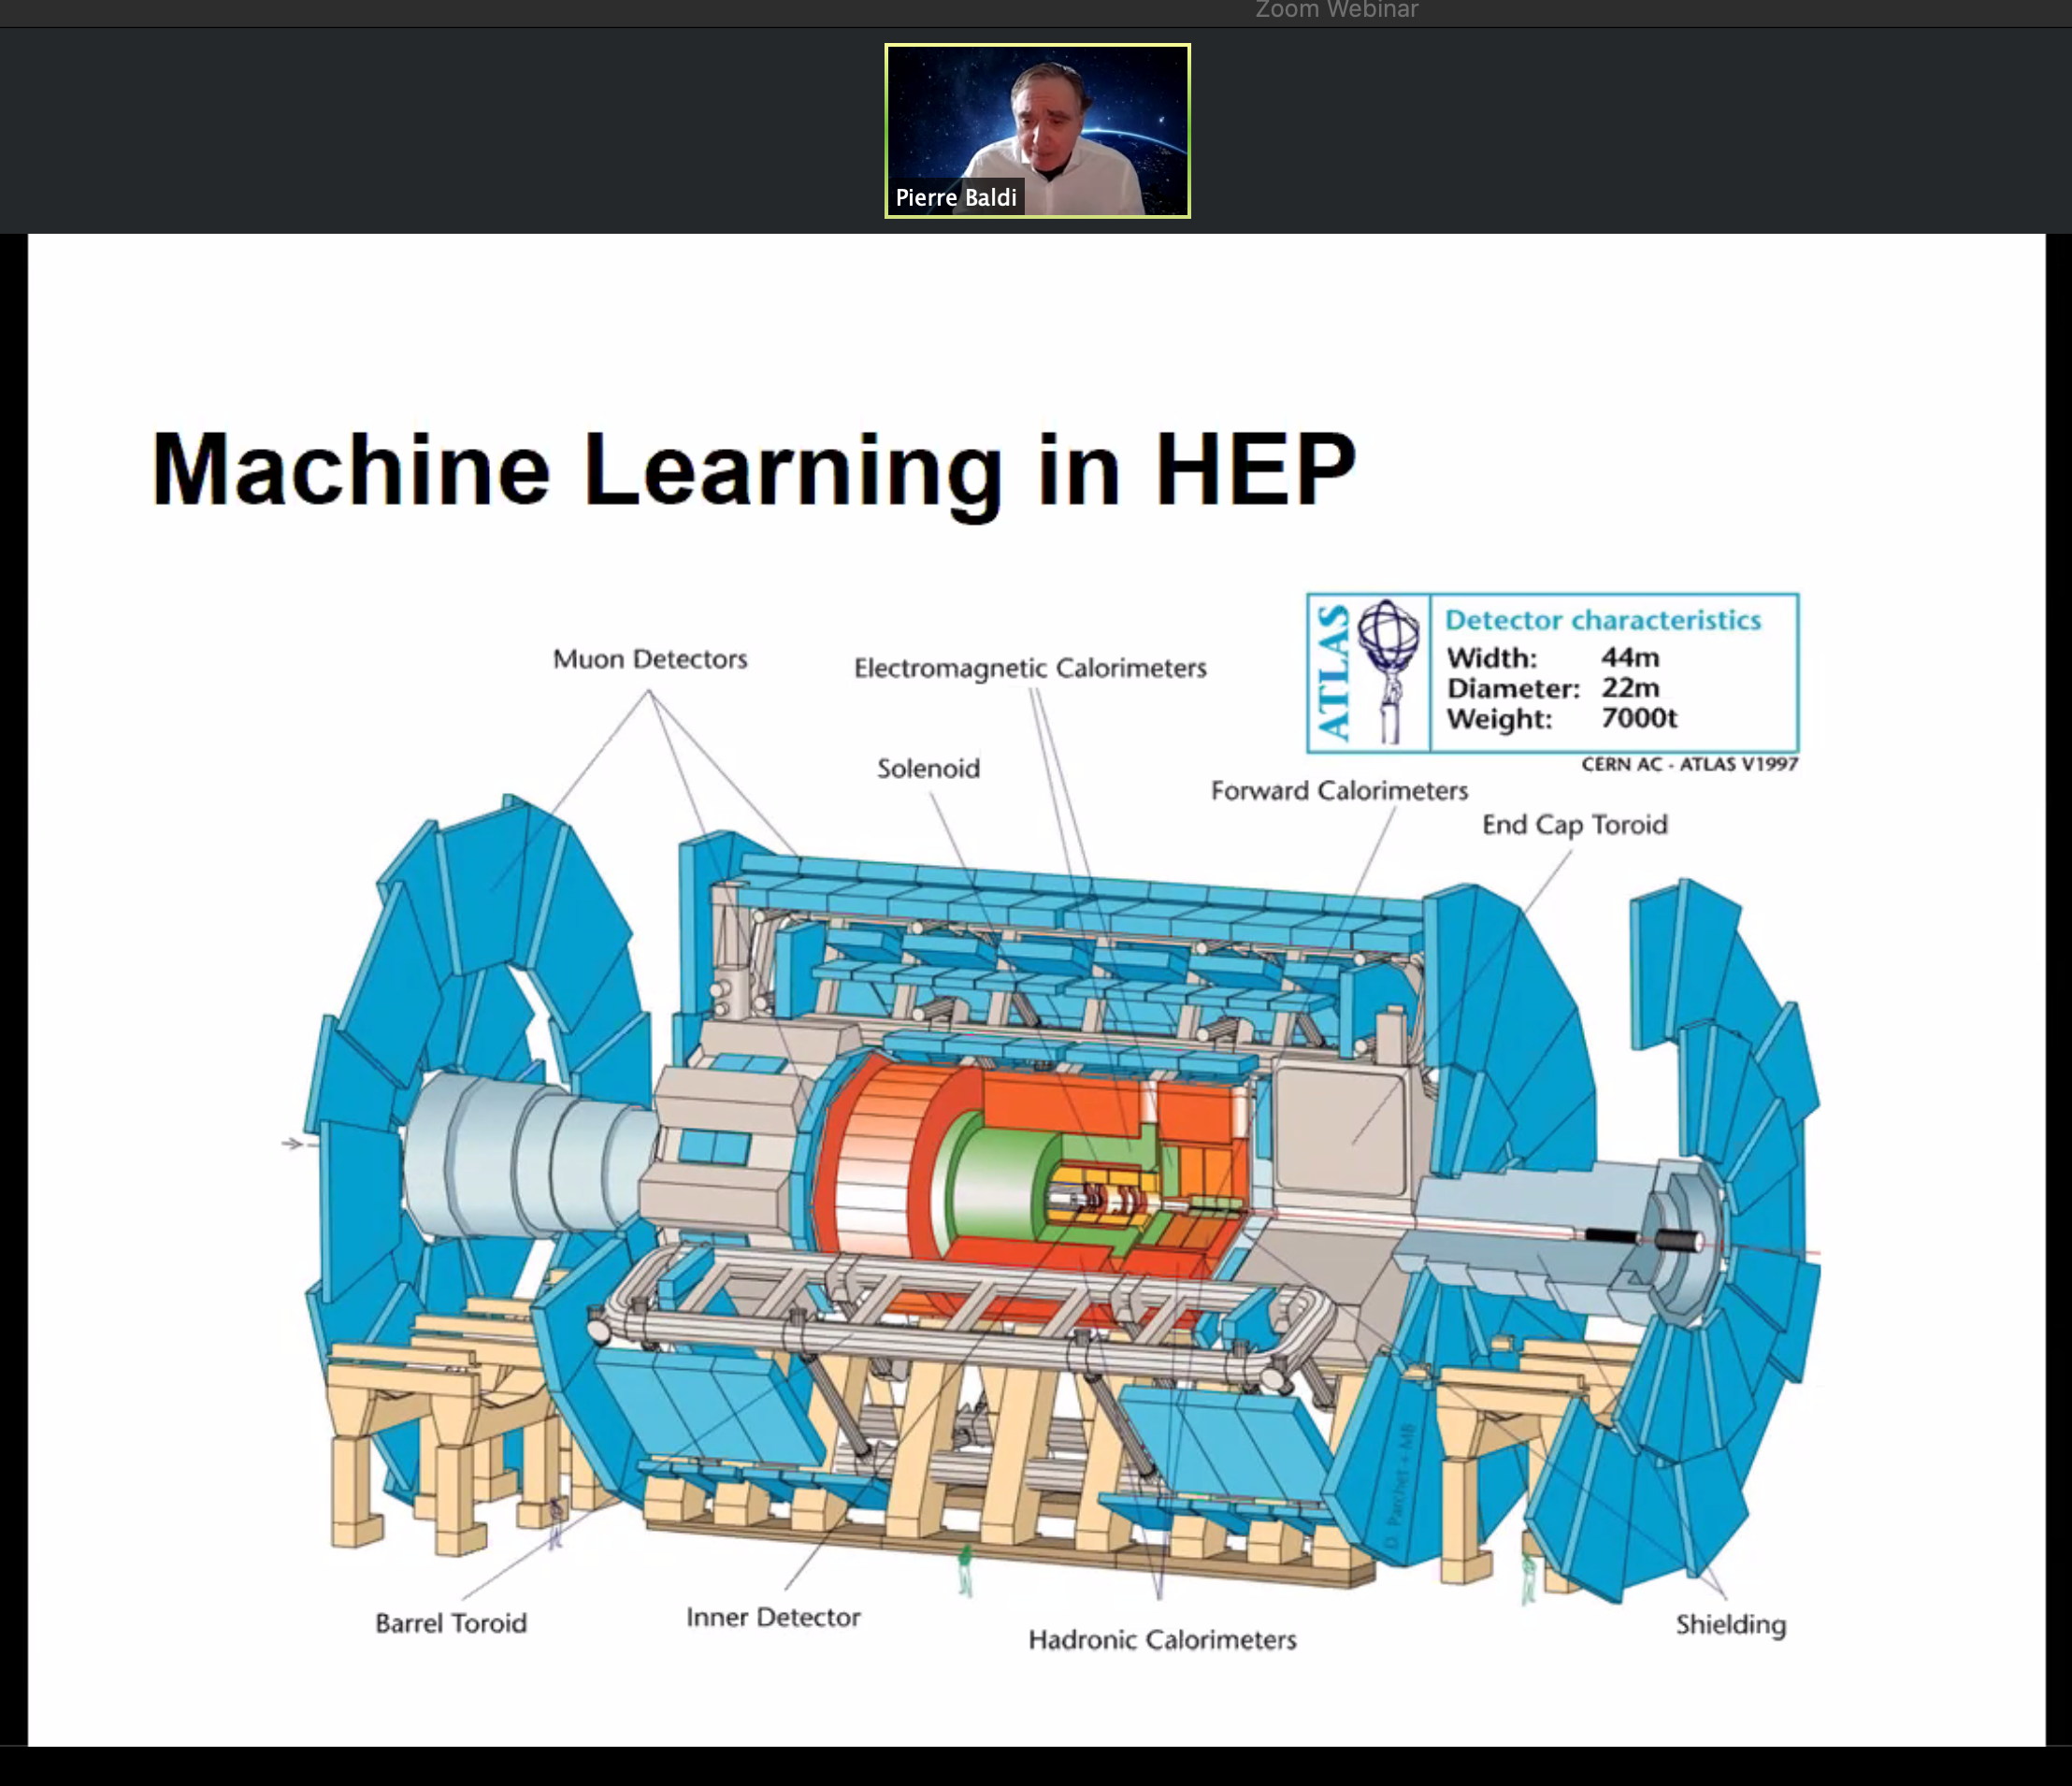 Zoom Webinar
Pierre Baldi
Machine Learning in HEP
ATLAS
Detector characteristics
Width: 44m
Diameter: 22m
Weight: 7000t
CERN AC - ATLAS V1997
Muon Detectors
Electromagnetic Calorimeters
Solenoid
Forward Calorimeters
End Cap Toroid
D. Parchet + MB
Barrel Toroid
Inner Detector
Hadronic Calorimeters
Shielding